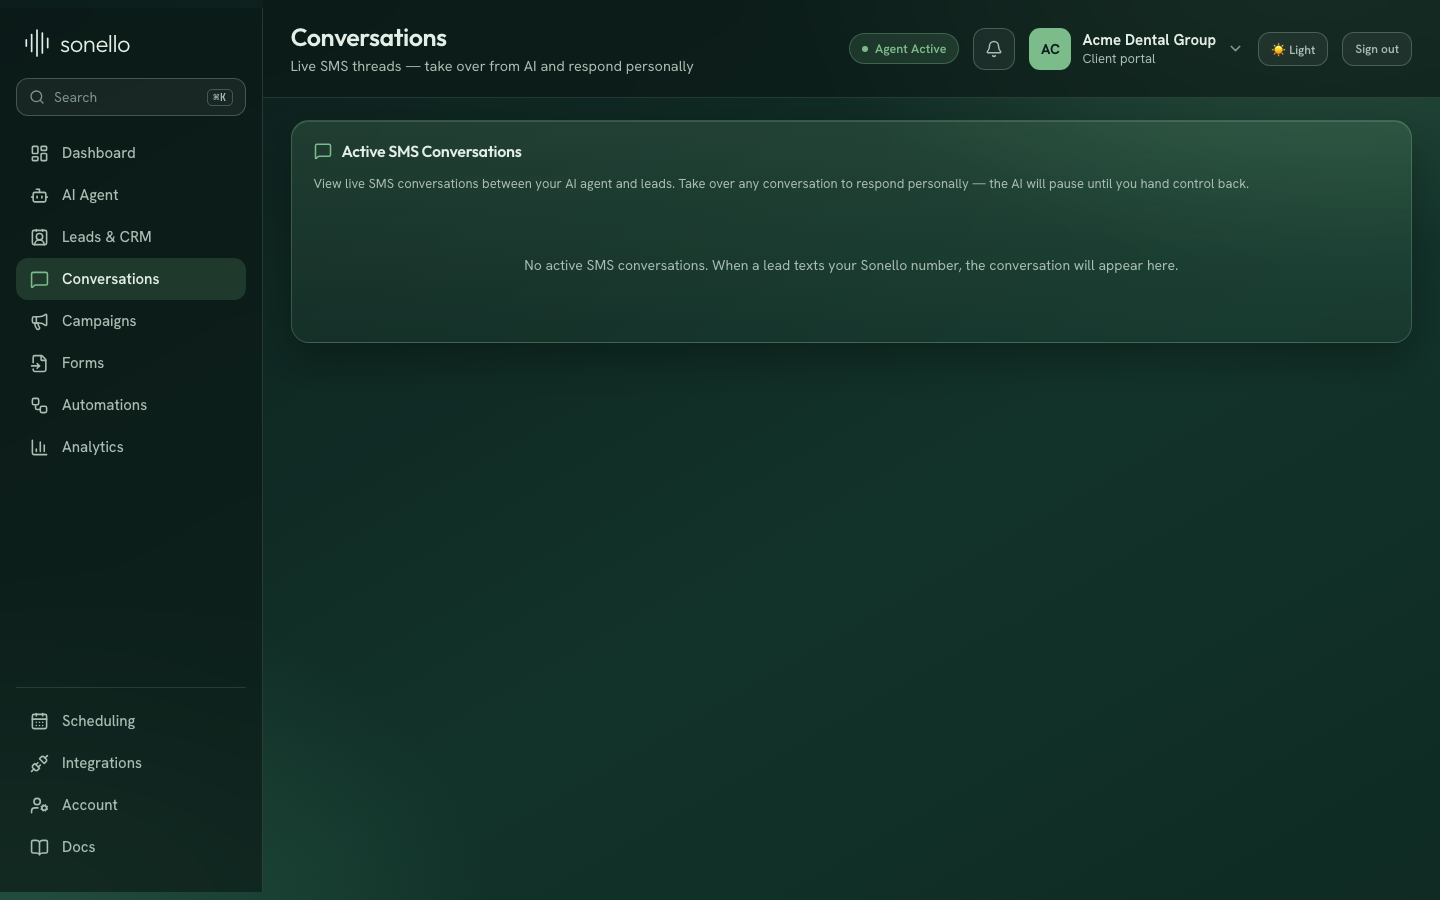 sonello
Search ⌘K
Dashboard
AI Agent
Leads & CRM
Conversations
Campaigns
Forms
Automations
Analytics
Scheduling
Integrations
Account
Docs
Conversations
Live SMS threads — take over from AI and respond personally
Agent Active
AC
Acme Dental Group
Client portal
Light
Sign out
Active SMS Conversations
View live SMS conversations between your AI agent and leads. Take over any conversation to respond personally — the AI will pause until you hand control back.
No active SMS conversations. When a lead texts your Sonello number, the conversation will appear here.